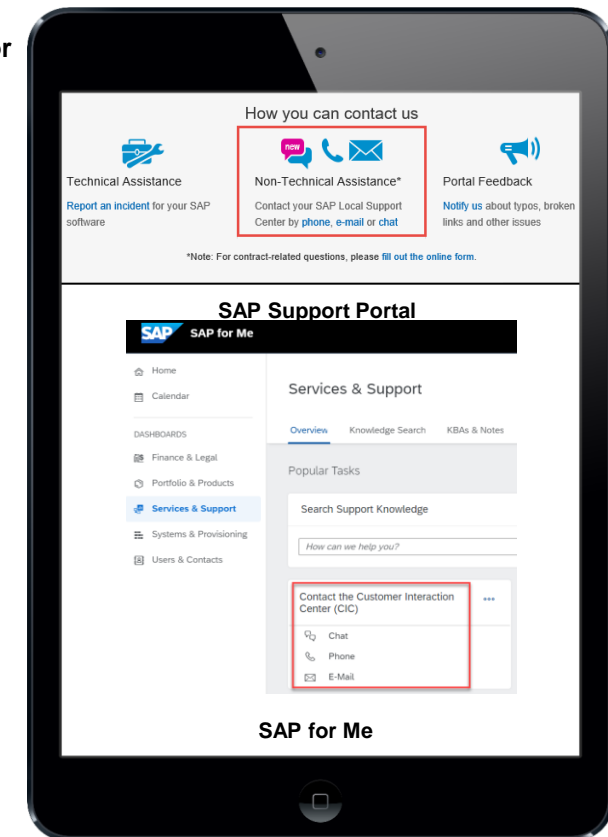 or
How you can contact us
new
Technical Assistance
Report an incident for your SAP
software
Non-Technical Assistance*
Contact your SAP Local Support
Center by phone, e-mail or chat
Portal Feedback
Notify us about typos, broken
links and other issues
*Note: For contract-related questions, please fill out the online form.
SAP Support Portal
SAP SAP for Me
Home
Calendar
DASHBOARDS
Finance & Legal
Portfolio & Products
Services & Support
Systems & Provisioning
Users & Contacts
Services & Support
Overview Knowledge Search KBAs & Notes
Popular Tasks
Search Support Knowledge
How can we help you?
Contact the Customer Interaction
Center (CIC)
Chat
Phone
E-Mail
SAP for Me